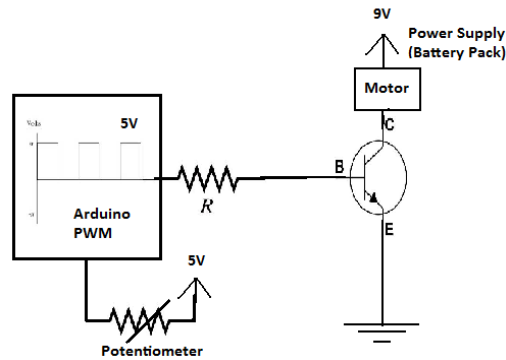 9V
Power Supply
(Battery Pack)
Motor
C
Volts
5V
B
R
Arduino
PWM
E
5V
Potentiometer